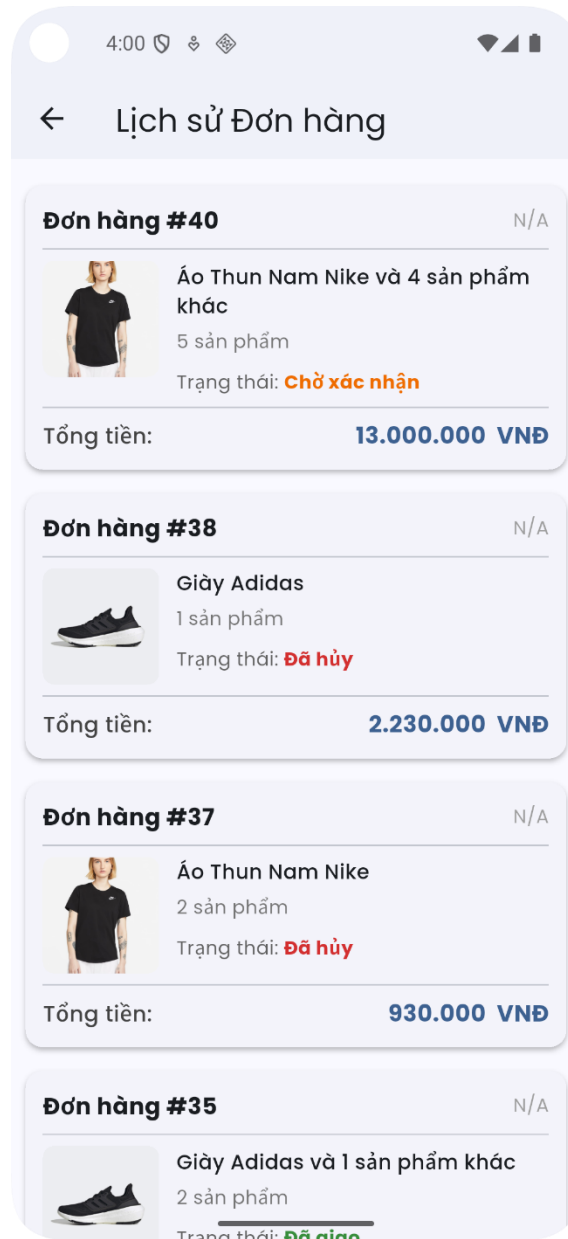 4:00
Lịch sử Đơn hàng
Đơn hàng #40 N/A
Áo Thun Nam Nike và 4 sản phẩm
khác
5 sản phẩm
Trạng thái: Chờ xác nhận
Tổng tiền: 13.000.000 VNĐ
Đơn hàng #38 N/A
Giày Adidas
1 sản phẩm
Trạng thái: Đã hủy
Tổng tiền: 2.230.000 VNĐ
Đơn hàng #37 N/A
Áo Thun Nam Nike
2 sản phẩm
Trạng thái: Đã hủy
Tổng tiền: 930.000 VNĐ
Đơn hàng #35 N/A
Giày Adidas và 1 sản phẩm khác
2 sản phẩm
Trạng thái: Đã giao